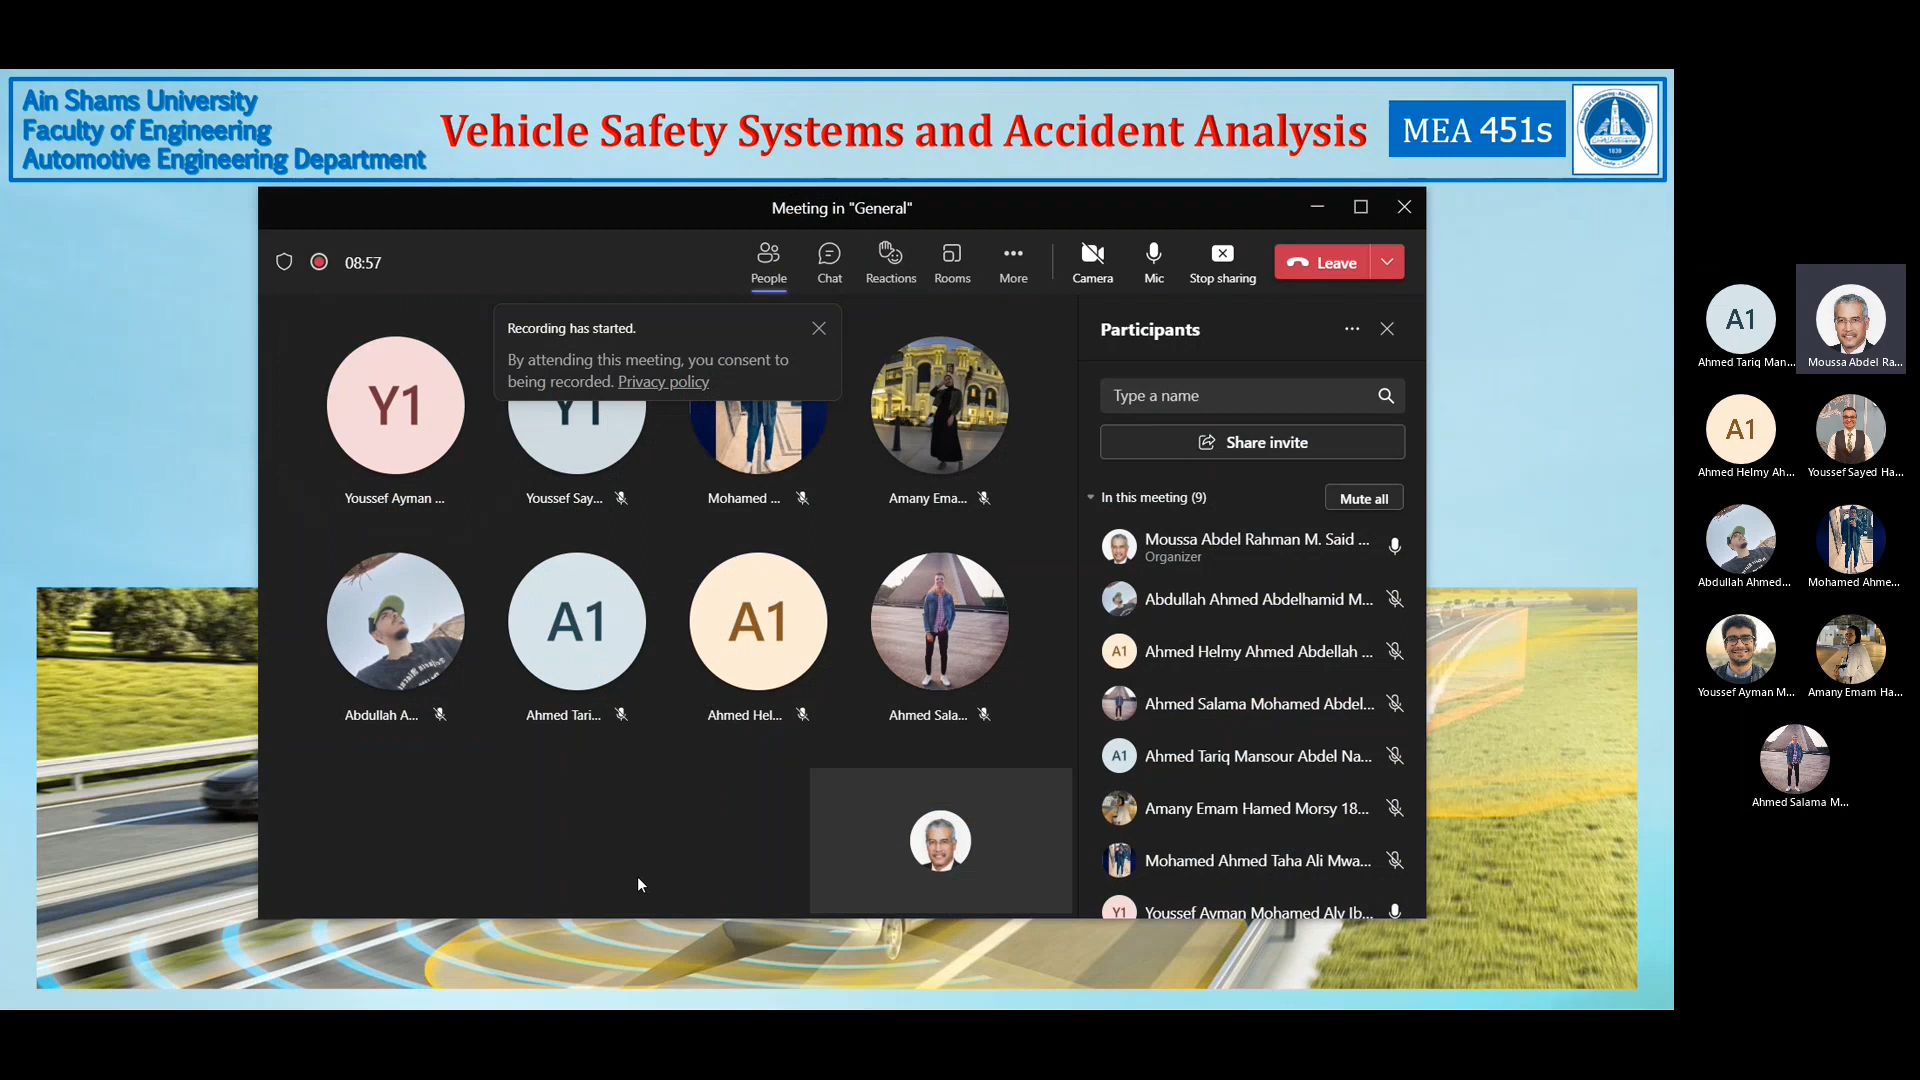 Ain Shams University
Faculty of Engineering
Automotive Engineering Department
Vehicle Safety Systems and Accident Analysis
MEA 451s
1839
Meeting in "General"
08:57
People
Chat
Reactions
Rooms
More
Camera
Mic
Stop sharing
Leave
Recording has started.
By attending this meeting, you consent to
being recorded. Privacy policy
Y1
Y1
Youssef Ayman ...
Youssef Say...
Mohamed ...
Amany Ema...
A1
A1
Abdullah A...
Ahmed Tari...
Ahmed Hel...
Ahmed Sala...
Participants
Type a name
Share invite
In this meeting (9)
Mute all
Moussa Abdel Rahman M. Said ...
Organizer
Abdullah Ahmed Abdelhamid M...
A1
Ahmed Helmy Ahmed Abdellah ...
Ahmed Salama Mohamed Abdel...
A1
Ahmed Tariq Mansour Abdel Na...
Amany Emam Hamed Morsy 18...
Mohamed Ahmed Taha Ali Mwa...
Y1
Youssef Ayman Mohamed Aly Ib...
A1
Ahmed Tariq Man...
Moussa Abdel Ra...
A1
Ahmed Helmy Ah...
Youssef Sayed Ha...
Abdullah Ahmed...
Mohamed Ahme...
Youssef Ayman M...
Amany Emam Ha...
Ahmed Salama M...